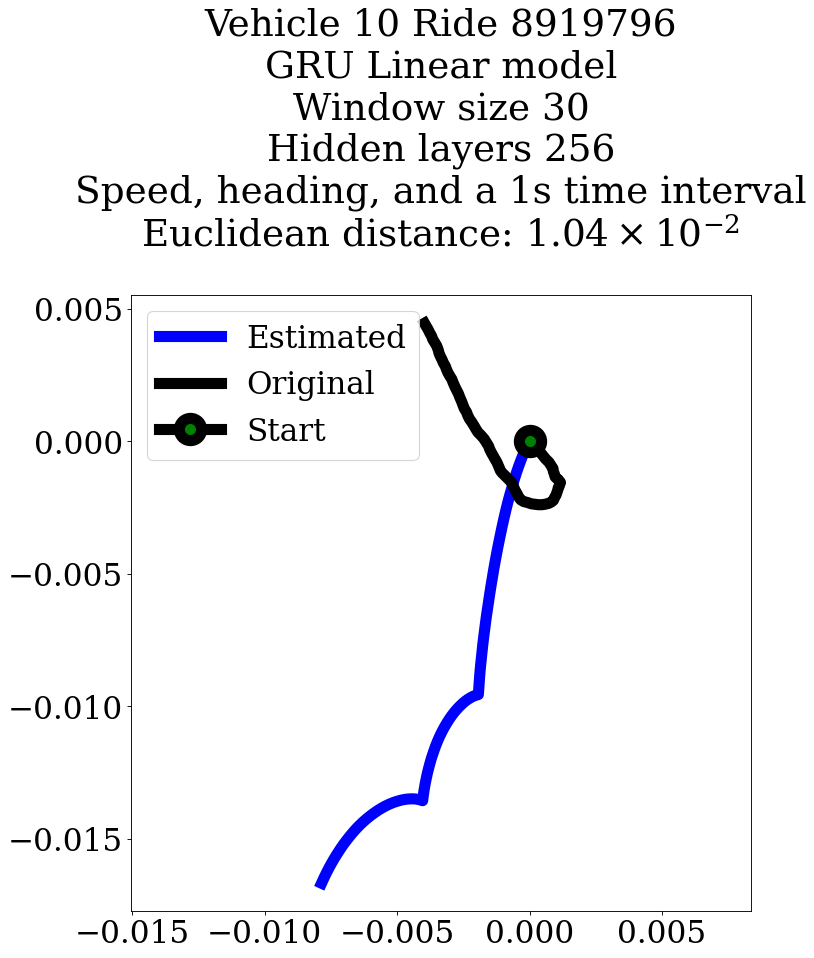 Vehicle 10 Ride 8919796
GRU Linear model
Window size 30
Hidden layers 256
Speed, heading, and a 1s time interval
Euclidean distance: 1.04 × 10⁻²
Estimated
Original
Start
0.005
0.000
−0.005
−0.010
−0.015
−0.015 −0.010 −0.005 0.000 0.005